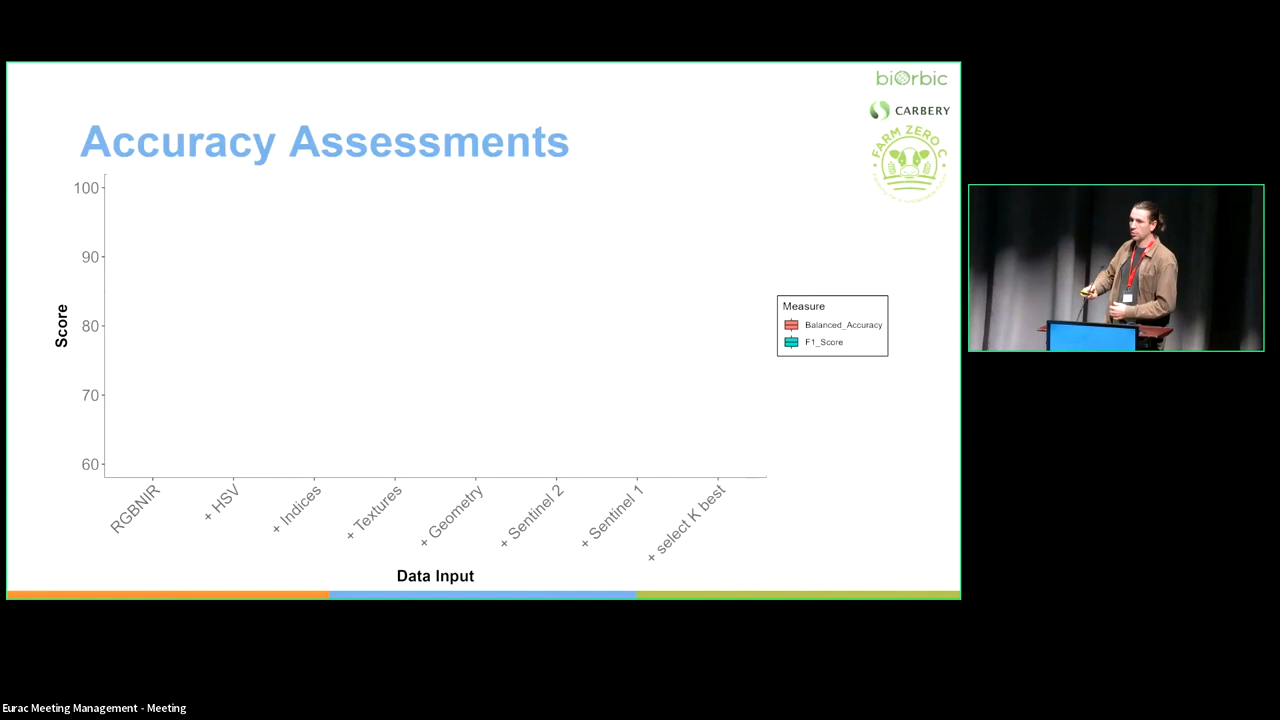 biOrbic
CARBERY
FARM ZERO C
Accuracy Assessments
100
90
80
70
60
Score
Measure
Balanced_Accuracy
F1_Score
RGBNIR
+ HSV
+ Indices
+ Textures
+ Geometry
+ Sentinel 2
+ Sentinel 1
+ select K best
Data Input
Eurac Meeting Management - Meeting